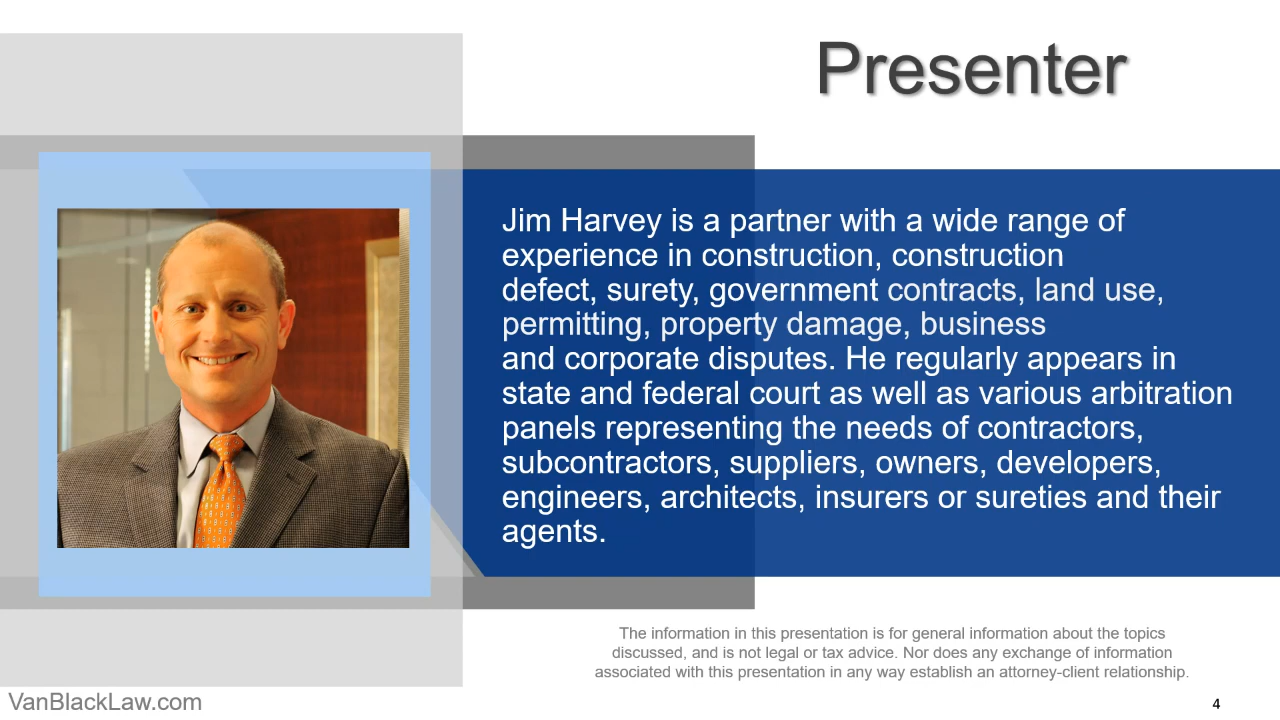 Presenter
Jim Harvey is a partner with a wide range of
experience in construction, construction
defect, surety, government contracts, land use,
permitting, property damage, business
and corporate disputes. He regularly appears in
state and federal court as well as various arbitration
panels representing the needs of contractors,
subcontractors, suppliers, owners, developers,
engineers, architects, insurers or sureties and their
agents.
The information in this presentation is for general information about the topics
discussed, and is not legal or tax advice. Nor does any exchange of information
associated with this presentation in any way establish an attorney-client relationship.
VanBlackLaw.com
4